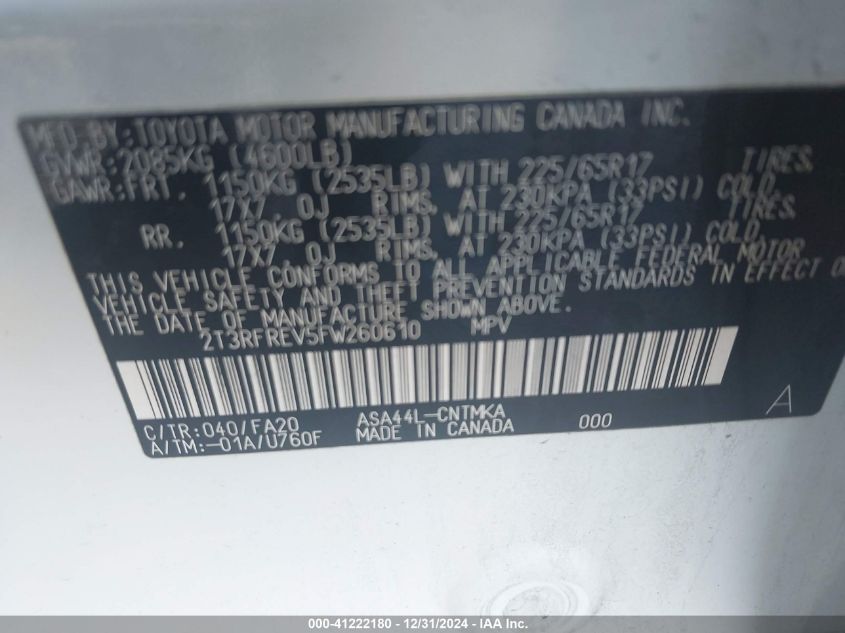 MFD BY: TOYOTA MOTOR MANUFACTURING CANADA INC.
GVWR: 2085KG (4600LB)
GAWR: FRT. 1150KG (2535LB) WITH 225/65R17 TIRES.
17X7.0J RIMS. AT 230KPA (33PSI) COLD.
RR. 1150KG (2535LB) WITH 225/65R17 TIRES.
17X7.0J RIMS. AT 230KPA (33PSI) COLD.
THIS VEHICLE CONFORMS TO ALL APPLICABLE FEDERAL MOTOR
VEHICLE SAFETY AND THEFT PREVENTION STANDARDS IN EFFECT
THE DATE OF MANUFACTURE SHOWN ABOVE.
2T3RFREV5FW260610 MPV
C/TR:040/FA20 ASA44L-CNTMKA 000 A
A/TM:-01A/U760F MADE IN CANADA
000-41222180 - 12/31/2024 - IAA Inc.